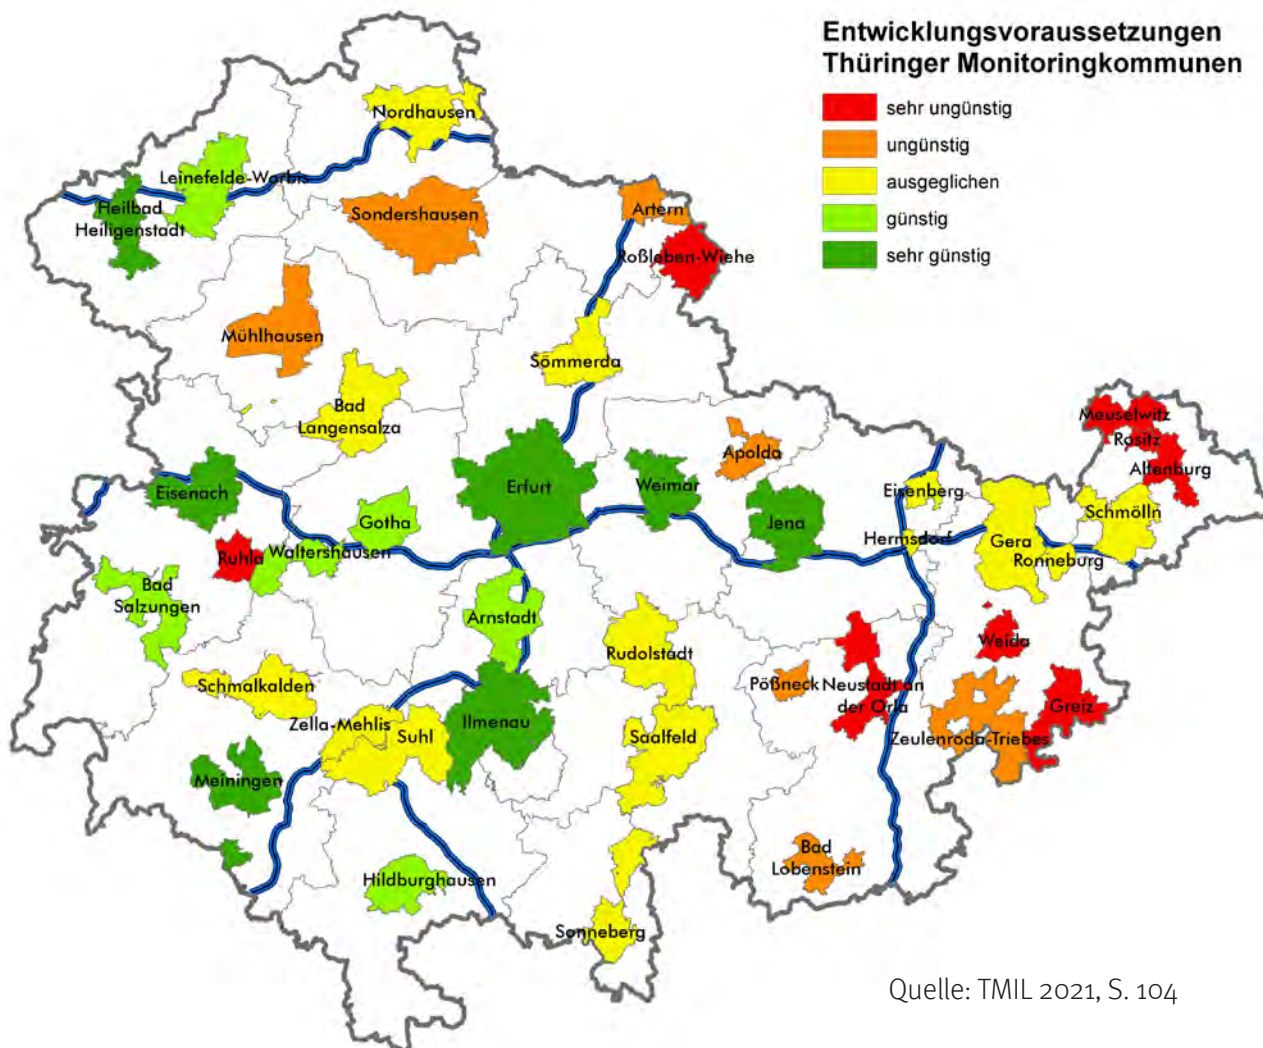 Entwicklungsvoraussetzungen
Thüringer Monitoringkommunen
sehr ungünstig
ungünstig
ausgeglichen
günstig
sehr günstig
Nordhausen
Leinefelde-Worbis
Heilbad
Heiligenstadt
Sondershausen
Artern
Roßleben-Wiehe
Mühlhausen
Sömmerda
Bad
Langensalza
Meuselwitz
Rositz
Altenburg
Apolda
Eisenach
Erfurt
Weimar
Eisenberg
Schmölln
Gotha
Jena
Hermsdorf
Gera
Ronneburg
Ruhla
Waltershausen
Bad
Salzungen
Arnstadt
Rudolstadt
Weida
Schmalkalden
Pößneck
Neustadt an
der Orla
Greiz
Zella-Mehlis
Suhl
Ilmenau
Saalfeld
Zeulenroda-Triebes
Meiningen
Bad
Lobenstein
Hildburghausen
Sonneberg
Quelle: TMIL 2021, S. 104